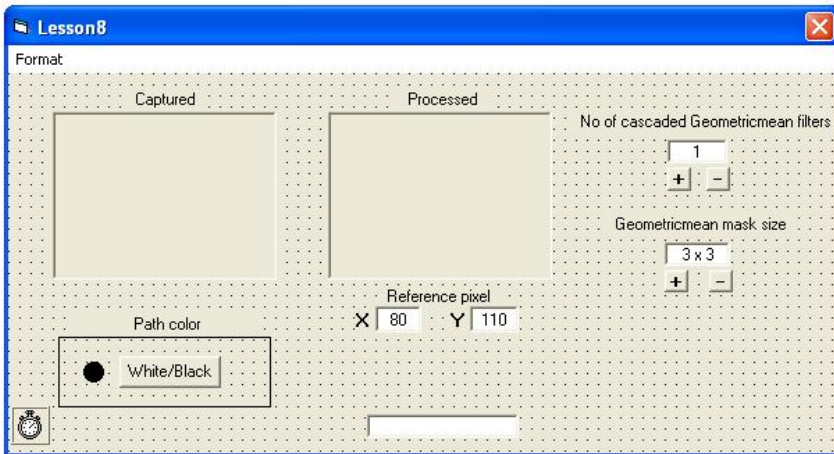 Lesson8
Format
Captured
Processed
No of cascaded Geometricmean filters
1
+ -
Geometricmean mask size
3 x 3
+ -
Reference pixel
X 80 Y 110
Path color
White/Black